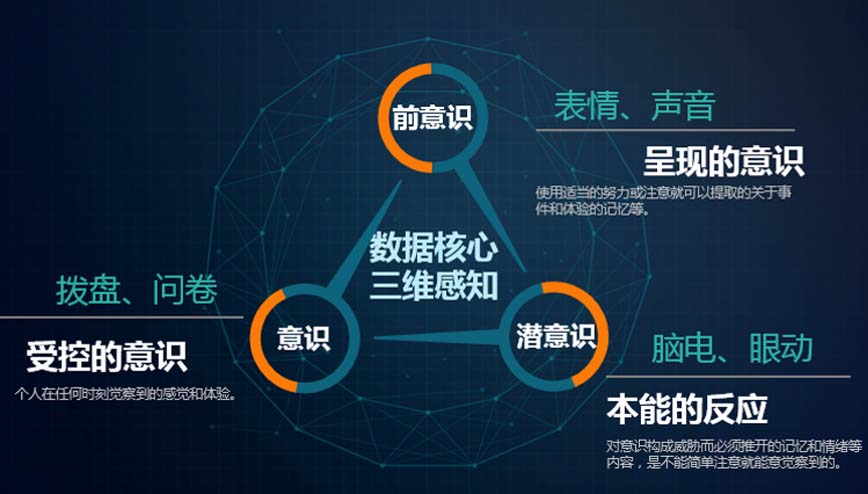 前意识
表情、声音
呈现的意识
使用适当的努力或注意就可以提取的关于事
件和体验的记忆等。
数据核心
三维感知
拨盘、问卷
意识
潜意识
受控的意识
个人在任何时刻觉察到的感觉和体验。
脑电、眼动
本能的反应
对意识构成威胁而必须推开的记忆和情绪等
内容，是不能简单注意就能意觉察到的。